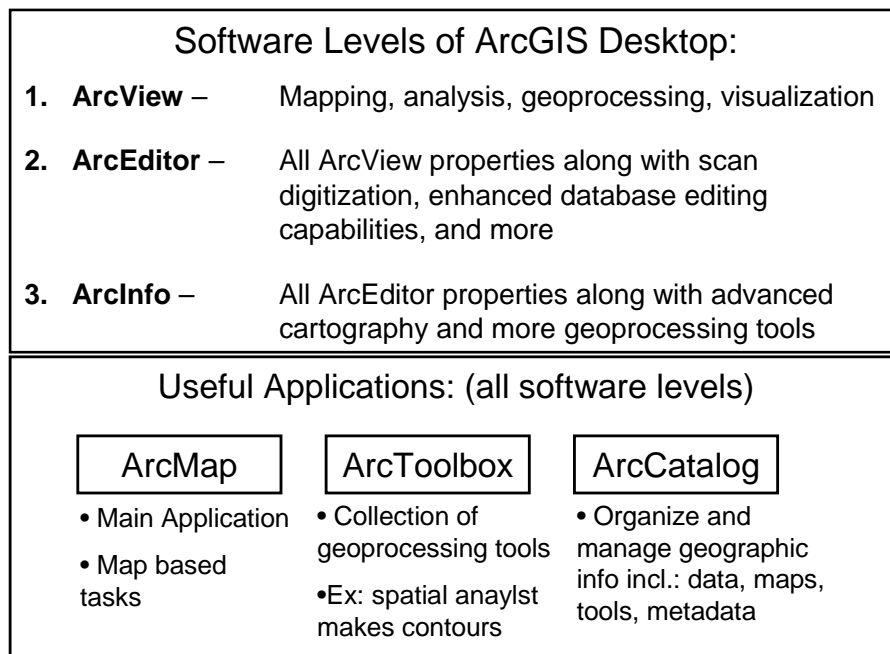 Software Levels of ArcGIS Desktop:
1. ArcView – Mapping, analysis, geoprocessing, visualization
2. ArcEditor – All ArcView properties along with scan
digitization, enhanced database editing
capabilities, and more
3. ArcInfo – All ArcEditor properties along with advanced
cartography and more geoprocessing tools
Useful Applications: (all software levels)
ArcMap
• Main Application
• Map based
tasks
ArcToolbox
• Collection of
geoprocessing tools
•Ex: spatial anaylst
makes contours
ArcCatalog
• Organize and
manage geographic
info incl.: data, maps,
tools, metadata